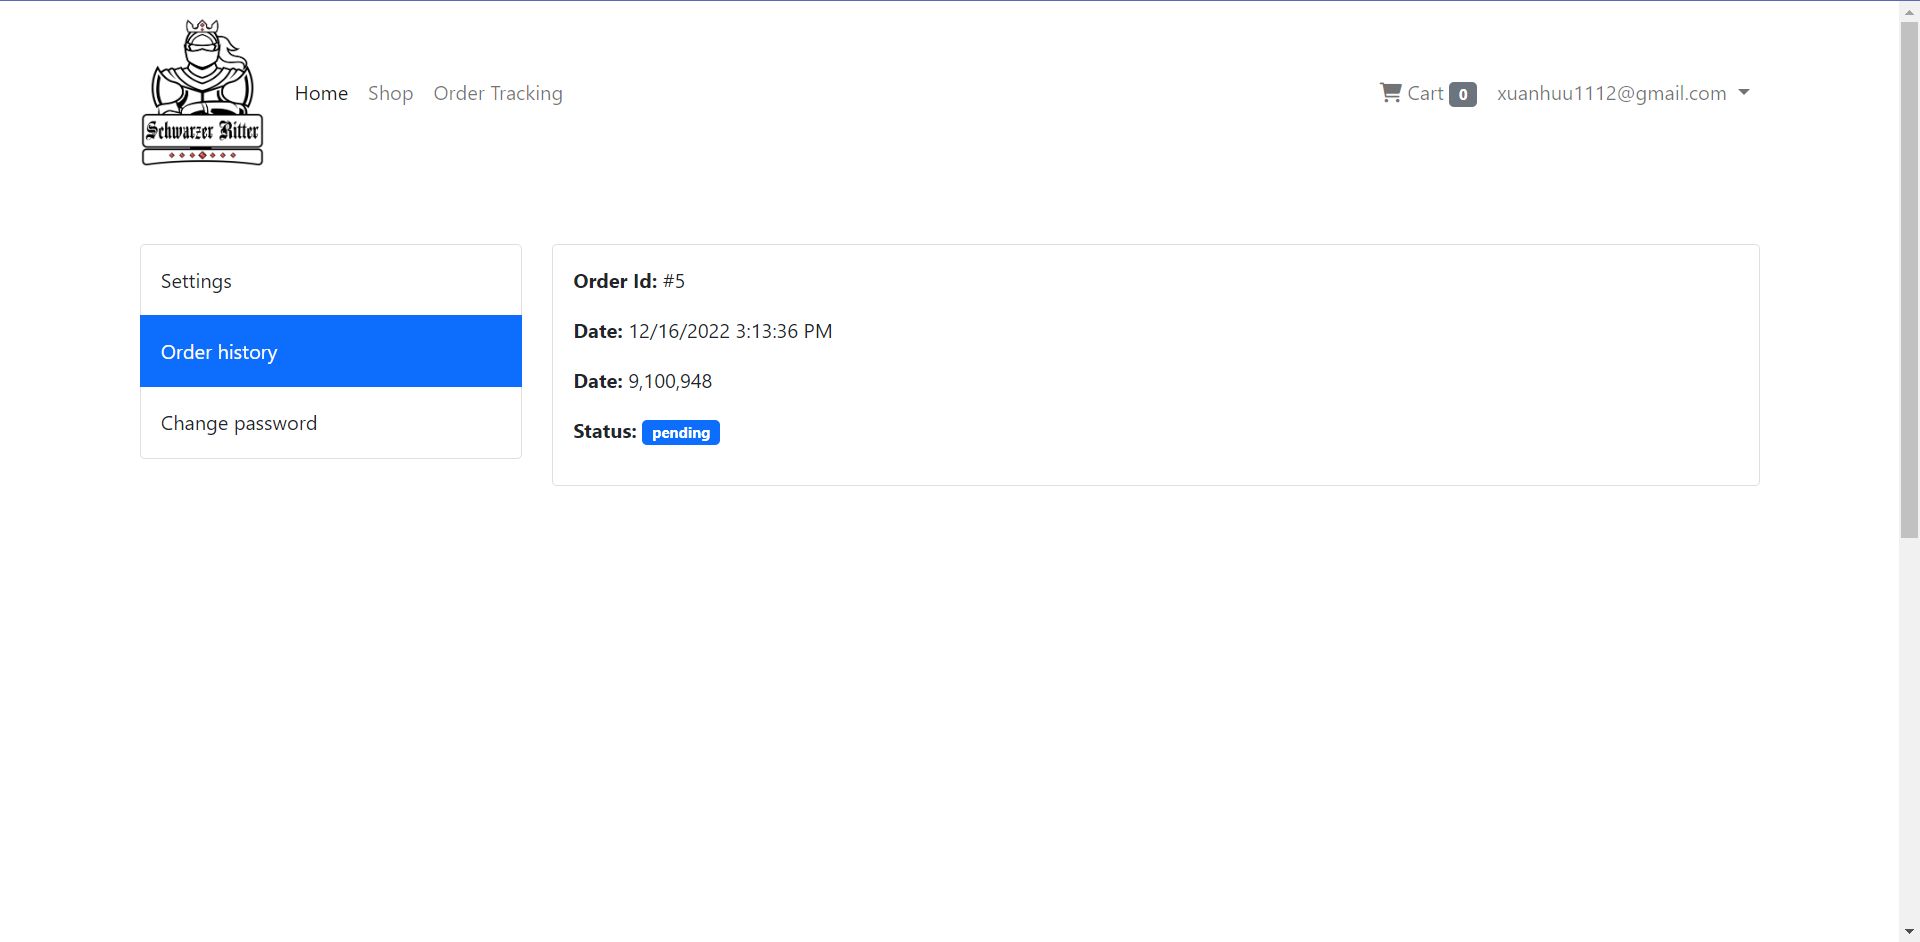 Schwarzer Ritter
Home Shop Order Tracking
Cart 0 xuanhuu1112@gmail.com
Settings
Order history
Change password
Order Id: #5
Date: 12/16/2022 3:13:36 PM
Date: 9,100,948
Status: pending